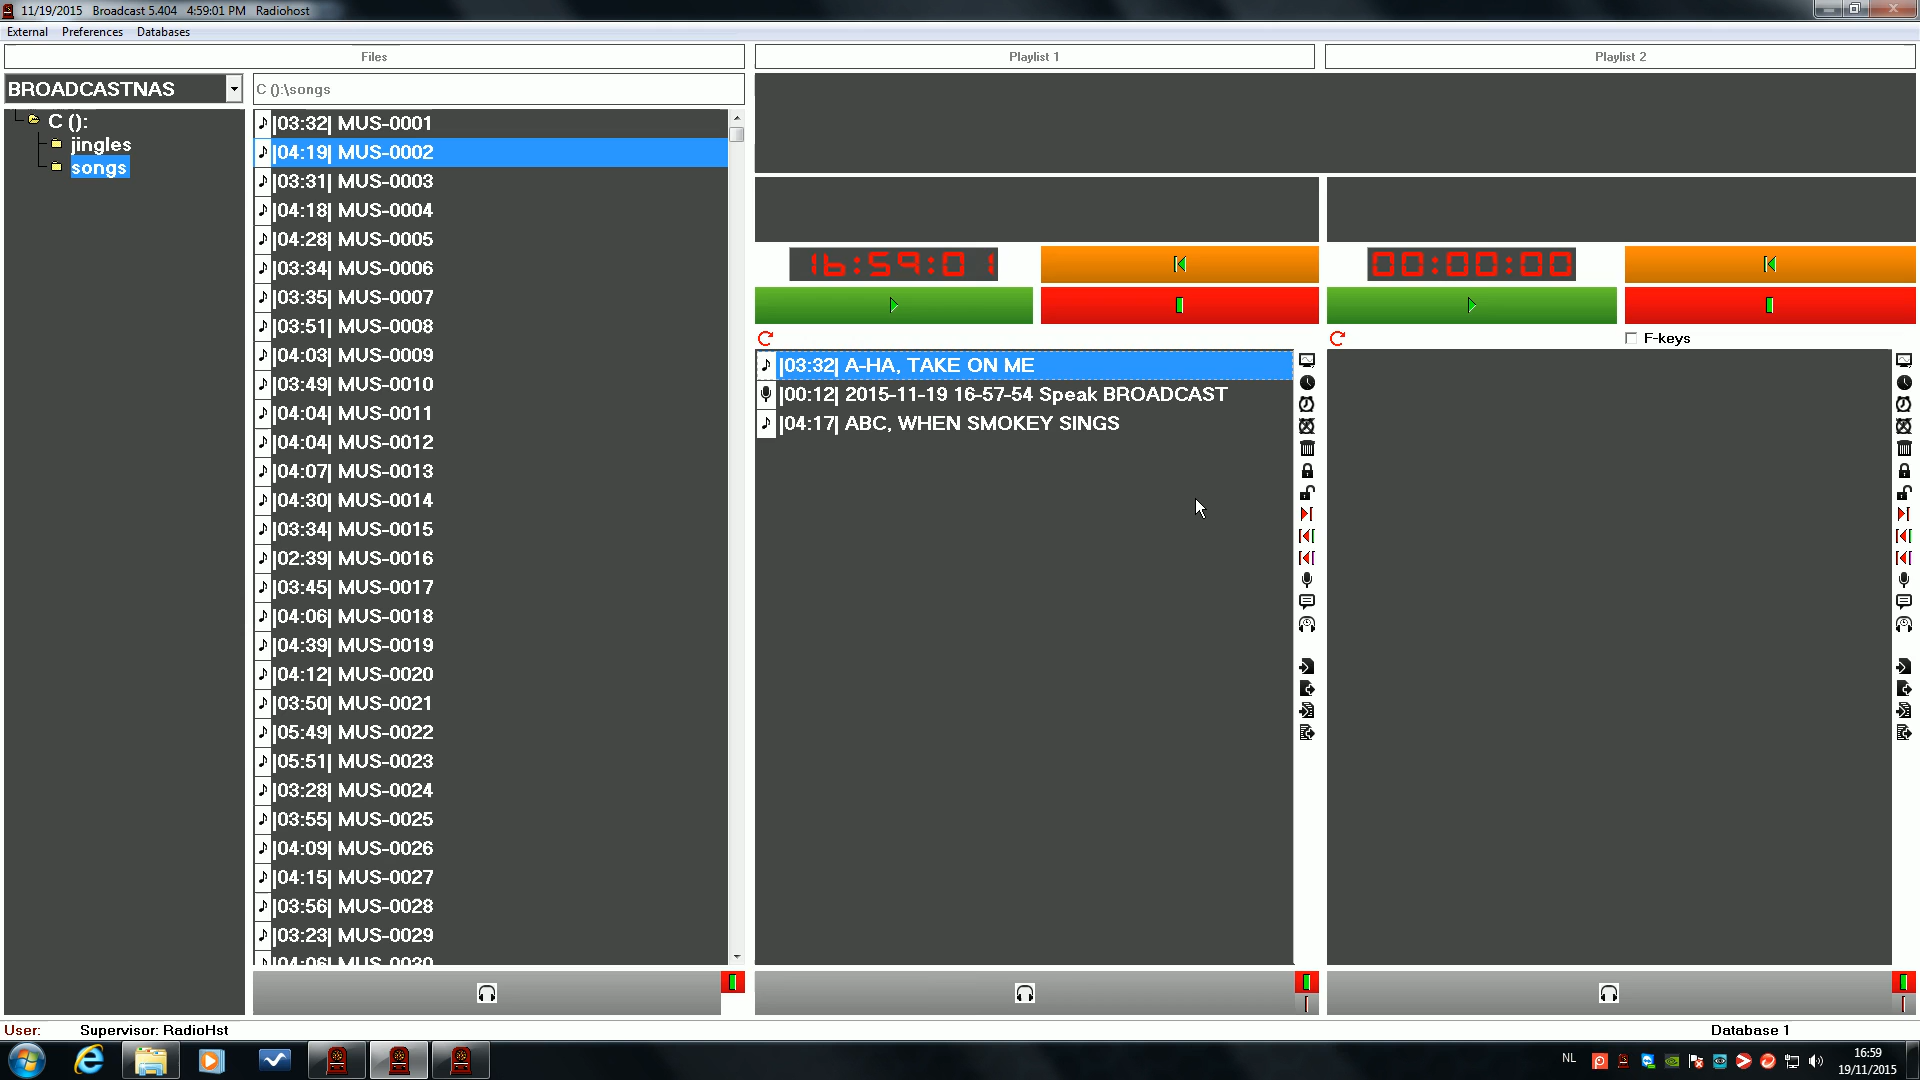 11/19/2015 Broadcast 5.404 4:59:01 PM Radiohost
External Preferences Databases
Files Playlist 1 Playlist 2
BROADCASTNAS
C ():\songs
C ():
jingles
songs
|03:32| MUS-0001
|04:19| MUS-0002
|03:31| MUS-0003
|04:18| MUS-0004
|04:28| MUS-0005
|03:34| MUS-0006
|03:35| MUS-0007
|03:51| MUS-0008
|04:03| MUS-0009
|03:49| MUS-0010
|04:04| MUS-0011
|04:04| MUS-0012
|04:07| MUS-0013
|04:30| MUS-0014
|03:34| MUS-0015
|02:39| MUS-0016
|03:45| MUS-0017
|04:06| MUS-0018
|04:39| MUS-0019
|04:12| MUS-0020
|03:50| MUS-0021
|05:49| MUS-0022
|05:51| MUS-0023
|03:28| MUS-0024
|03:55| MUS-0025
|04:09| MUS-0026
|04:15| MUS-0027
|03:56| MUS-0028
|03:23| MUS-0029
|04:06| MUS-0030
16:59:01
00:00:00
F-keys
|03:32| A-HA, TAKE ON ME
|00:12| 2015-11-19 16-57-54 Speak BROADCAST
|04:17| ABC, WHEN SMOKEY SINGS
User: Supervisor: RadioHst
Database 1
NL
16:59
19/11/2015